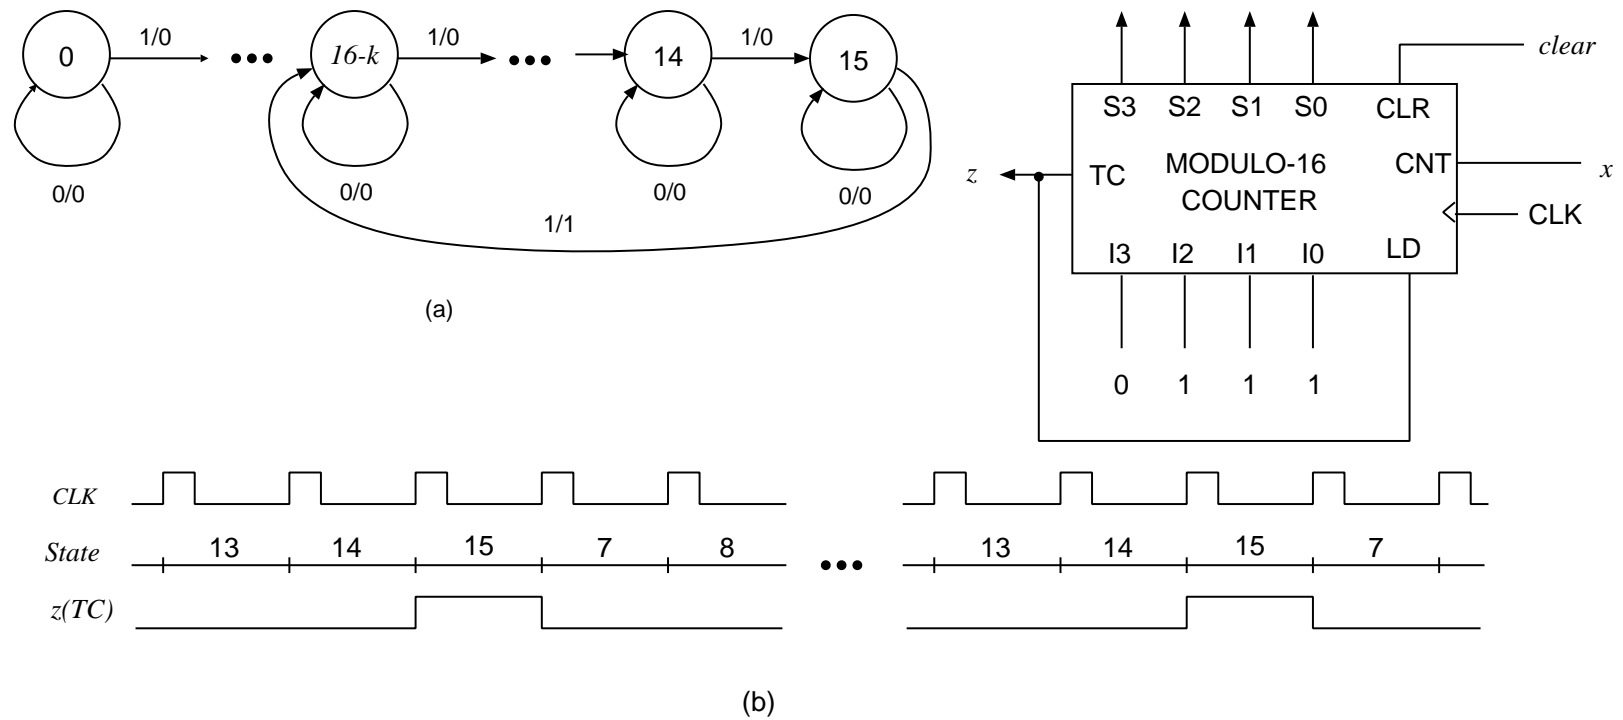 0
1/0
16-k
1/0
14
1/0
15
0/0
0/0
0/0
0/0
1/1
(a)
clear
S3 S2 S1 S0 CLR
z
TC
MODULO-16
COUNTER
CNT
x
CLK
I3 I2 I1 I0 LD
0 1 1 1
CLK
State 13 14 15 7 8 13 14 15 7
z(TC)
(b)